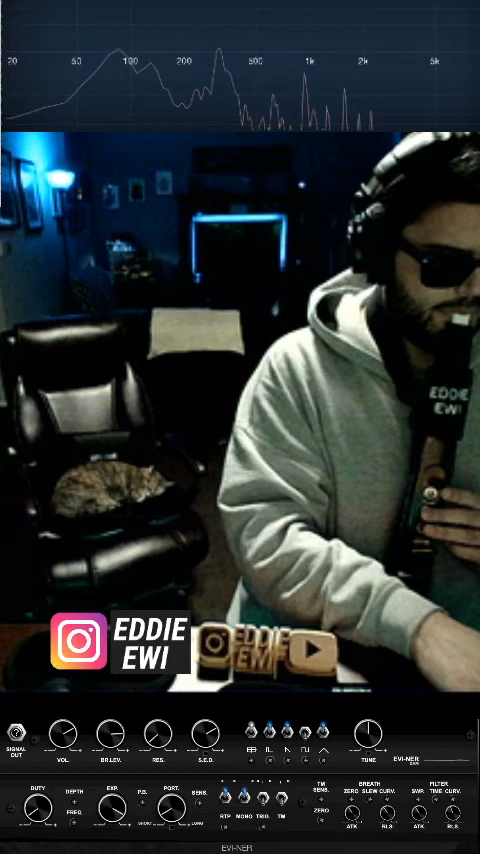 20 50 100 200 500 1k 2k 5k
EDDIE
EWI
EDDIE
EWI
EDDIE
EWI
SIGNAL
OUT
VOL.
BR.LEV.
RES.
S.E.D.
TUNE
EVI-NER
DUTY
DEPTH
FREQ.
EXP.
P.B.
PORT.
SHORT
LONG
SENS.
RTP MONO TRIG. TM
TM
SENS.
ZERO
BREATH
ZERO SLEW CURV.
ATK. RLS.
FILTER
SWP. TIME CURV.
ATK. RLS.
EVI-NER